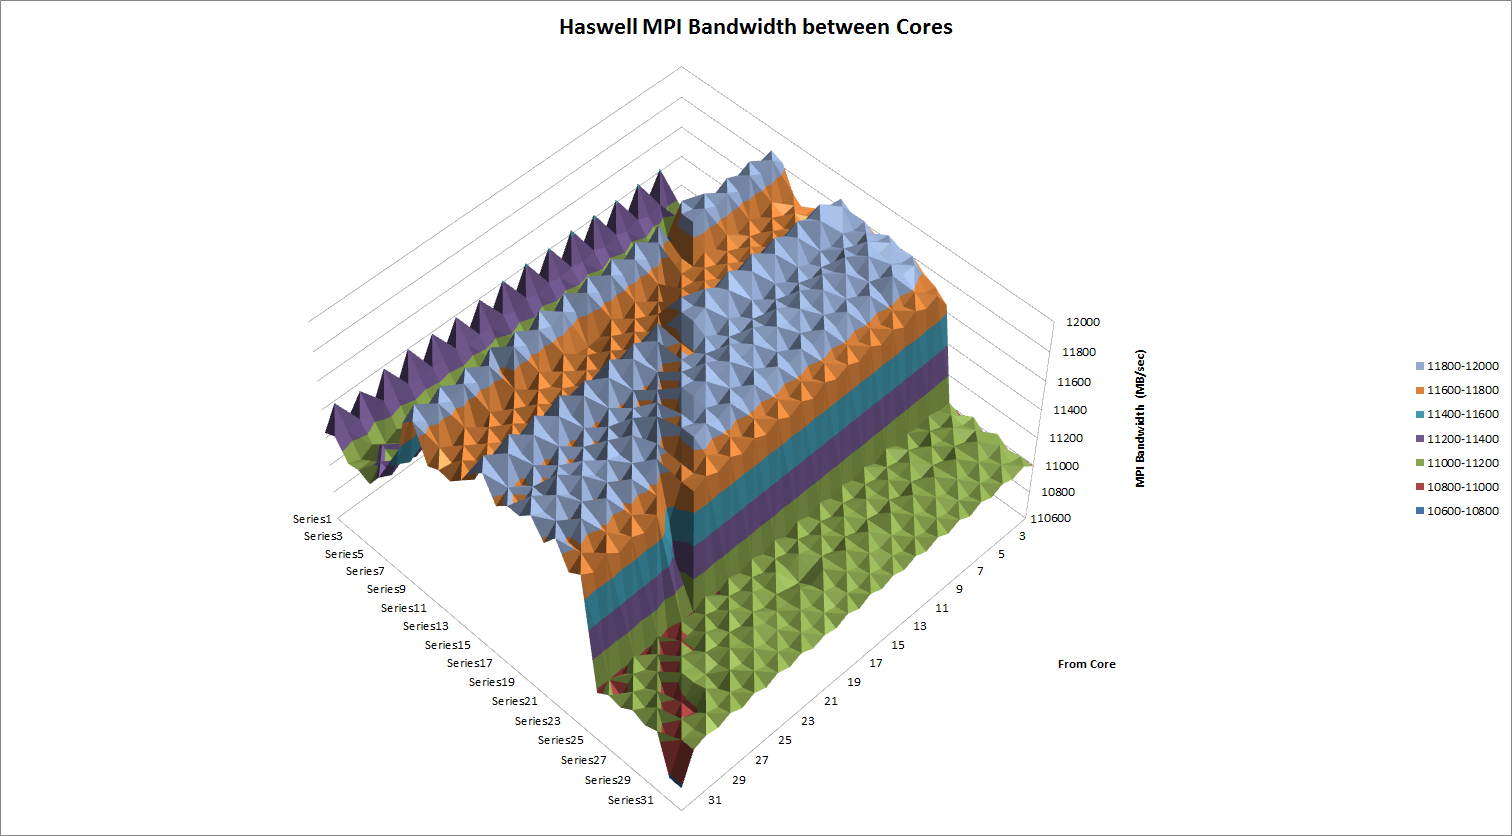 Haswell MPI Bandwidth between Cores
12000
11800
11600
11400
11200
11000
10800
10600
MPI Bandwidth (MB/sec)
11800-12000
11600-11800
11400-11600
11200-11400
11000-11200
10800-11000
10600-10800
Series1
Series3
Series5
Series7
Series9
Series11
Series13
Series15
Series17
Series19
Series21
Series23
Series25
Series27
Series29
Series31
1
3
5
7
9
11
13
15
17
19
21
23
25
27
29
31
From Core